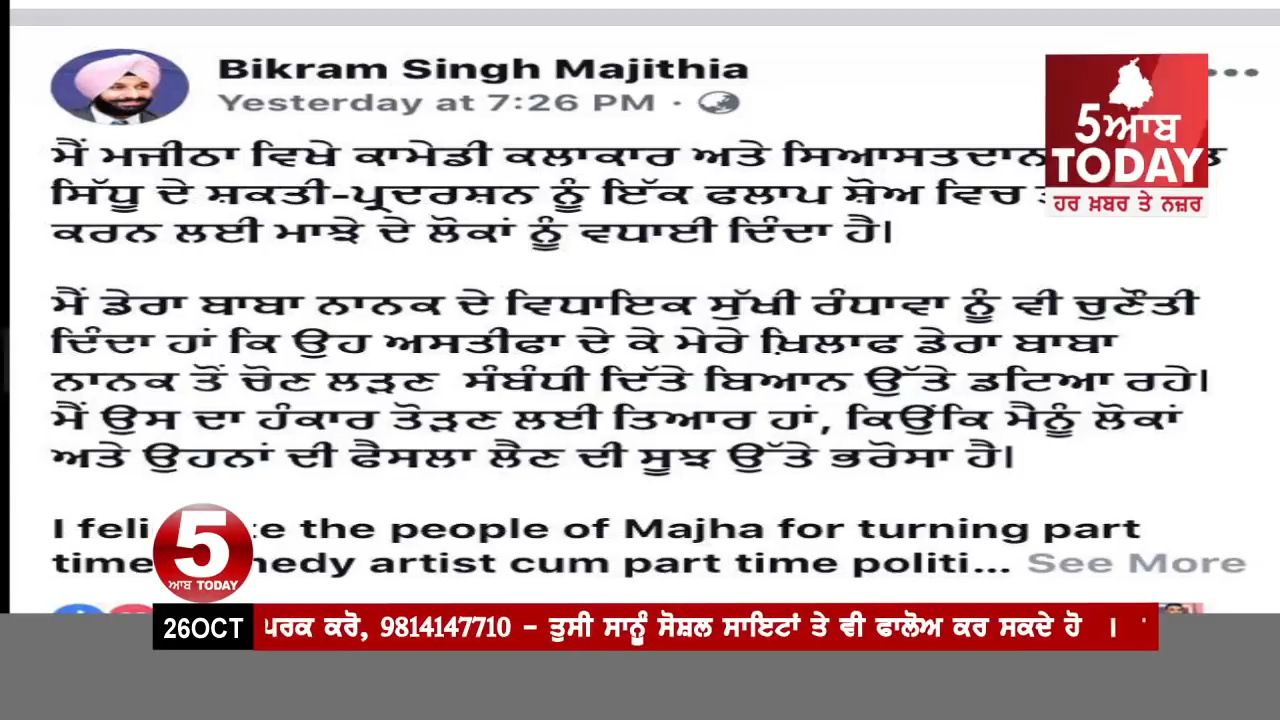 Bikram Singh Majithia
Yesterday at 7:26 PM ·
ਮੈਂ ਮਜੀਠਾ ਵਿਖੇ ਕਾਮੇਡੀ ਕਲਾਕਾਰ ਅਤੇ ਸਿਆਸਤਦਾਨ
ਸਿੱਧੂ ਦੇ ਸ਼ਕਤੀ-ਪ੍ਰਦਰਸ਼ਨ ਨੂੰ ਇੱਕ ਫਲਾਪ ਸ਼ੋਅ ਵਿਚ
ਕਰਨ ਲਈ ਮਾਝੇ ਦੇ ਲੋਕਾਂ ਨੂੰ ਵਧਾਈ ਦਿੰਦਾ ਹੈ।
ਮੈਂ ਡੇਰਾ ਬਾਬਾ ਨਾਨਕ ਦੇ ਵਿਧਾਇਕ ਸੁੱਖੀ ਰੰਧਾਵਾ ਨੂੰ ਵੀ ਚੁਣੌਤੀ
ਦਿੰਦਾ ਹਾਂ ਕਿ ਉਹ ਅਸਤੀਫਾ ਦੇ ਕੇ ਮੇਰੇ ਖ਼ਿਲਾਫ ਡੇਰਾ ਬਾਬਾ
ਨਾਨਕ ਤੋਂ ਚੋਣ ਲੜਣ ਸੰਬੰਧੀ ਦਿੱਤੇ ਬਿਆਨ ਉੱਤੇ ਡਟਿਆ ਰਹੇ।
ਮੈਂ ਉਸ ਦਾ ਹੰਕਾਰ ਤੋੜਣ ਲਈ ਤਿਆਰ ਹਾਂ, ਕਿਉਂਕਿ ਮੈਨੂੰ ਲੋਕਾਂ
ਅਤੇ ਉਹਨਾਂ ਦੀ ਫੈਸਲਾ ਲੈਣ ਦੀ ਸੂਝ ਉੱਤੇ ਭਰੋਸਾ ਹੈ।
I the people of Majha for turning part
time artist cum part time politi... See More
5ਆਬ
TODAY
ਹਰ ਖ਼ਬਰ ਤੇ ਨਜ਼ਰ
5
ਆਬ TODAY
26OCT ਪਰਕ ਕਰੋ, 9814147710 - ਤੁਸੀ ਸਾਨੂੰ ਸੋਸ਼ਲ ਸਾਇਟਾਂ ਤੇ ਵੀ ਫਾਲੋਅ ਕਰ ਸਕਦੇ ਹੋ ।